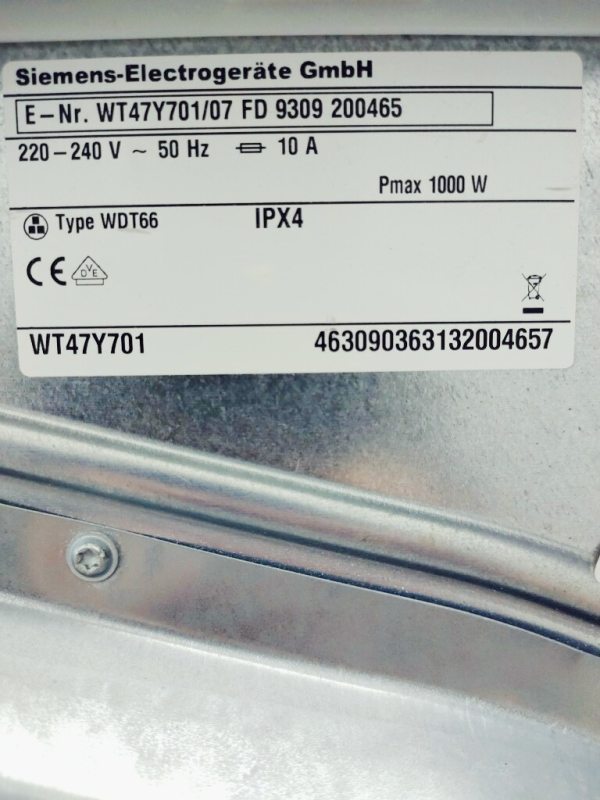 Siemens-Electrogeräte GmbH
E-Nr. WT47Y701/07 FD 9309 200465
220-240 V ~ 50 Hz 10 A
Pmax 1000 W
Type WDT66 IPX4
CE DVE
WT47Y701 463090363132004657